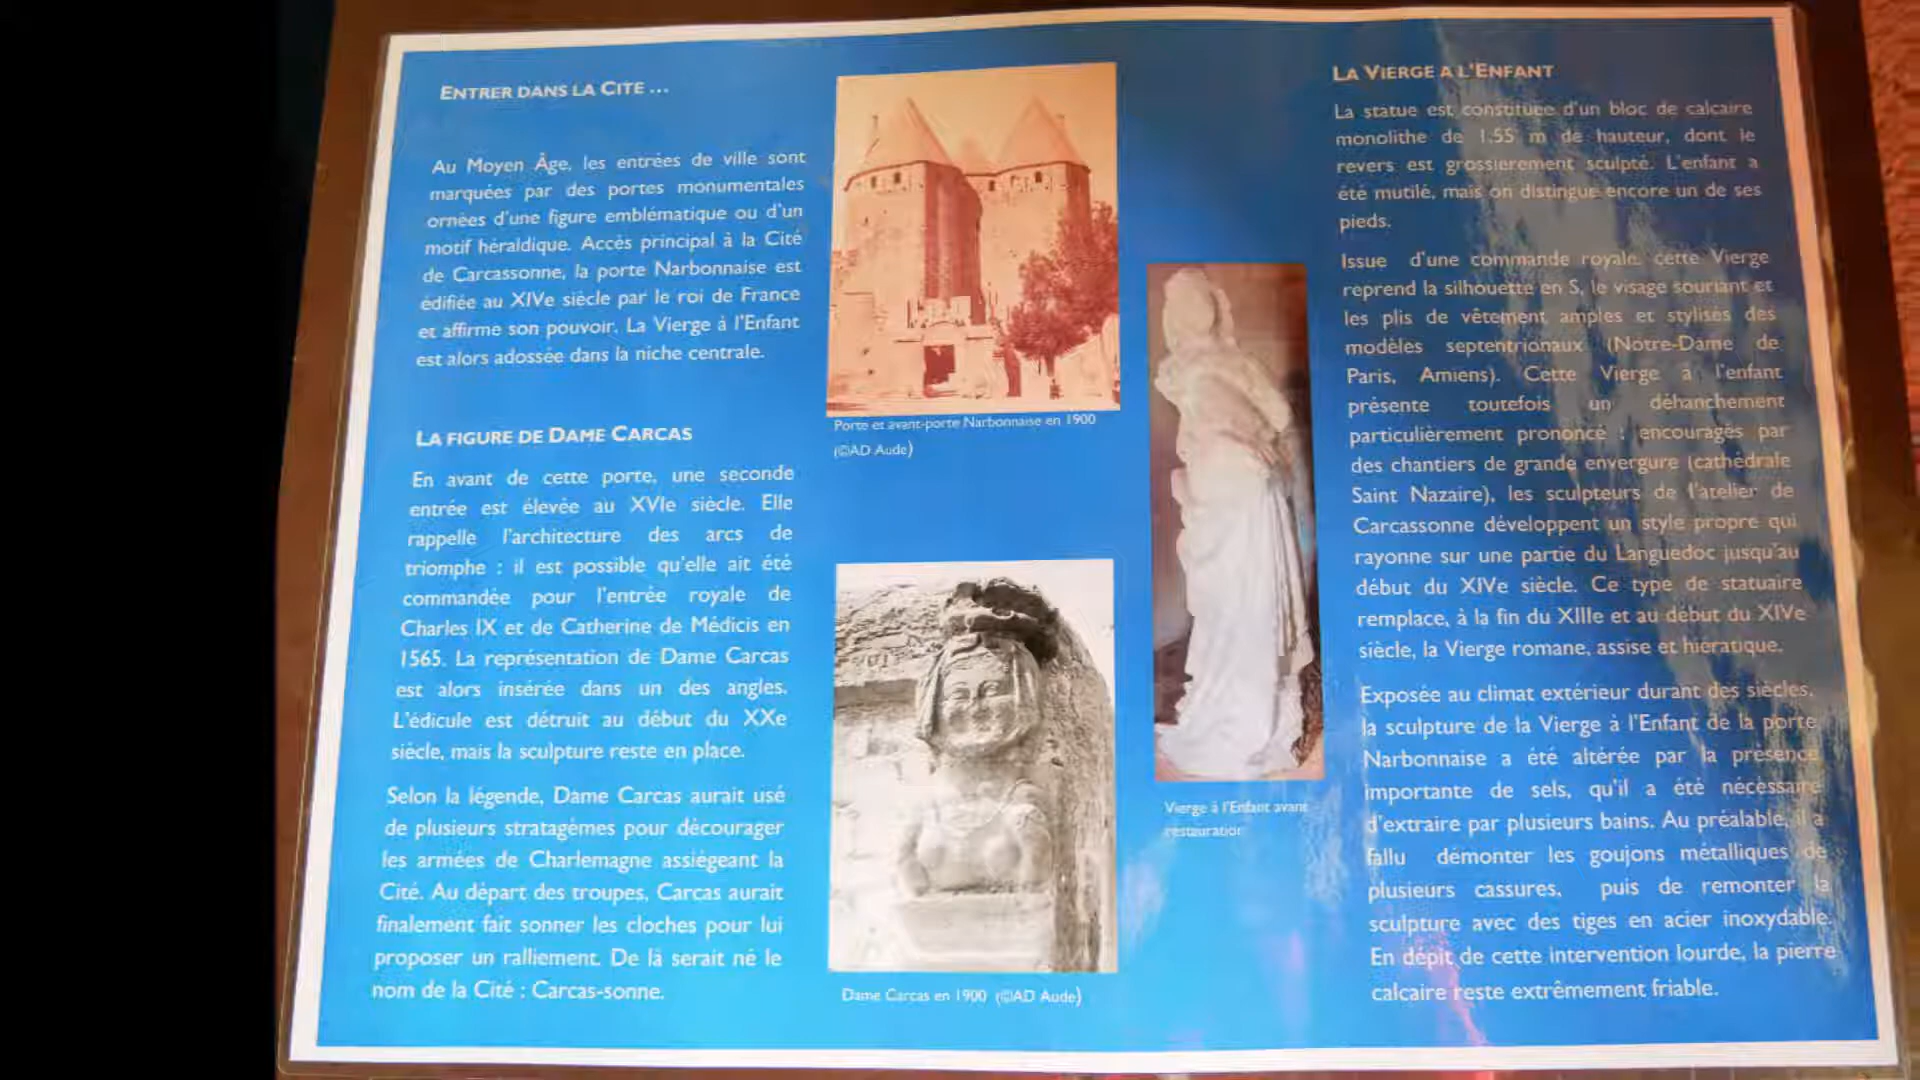 ENTRER DANS LA CITE ...
Au Moyen Âge, les entrées de ville sont
marquées par des portes monumentales
ornées d'une figure emblématique ou d'un
motif héraldique. Accès principal à la Cité
de Carcassonne, la porte Narbonnaise est
édifiée au XIVe siècle par le roi de France
et affirme son pouvoir. La Vierge à l'Enfant
est alors adossée dans la niche centrale.
LA FIGURE DE DAME CARCAS
En avant de cette porte, une seconde
entrée est élevée au XVIe siècle. Elle
rappelle l'architecture des arcs de
triomphe : il est possible qu'elle ait été
commandée pour l'entrée royale de
Charles IX et de Catherine de Médicis en
1565. La représentation de Dame Carcas
est alors insérée dans un des angles.
L'édicule est détruit au début du XXe
siècle, mais la sculpture reste en place.
Selon la légende, Dame Carcas aurait usé
de plusieurs stratagèmes pour décourager
les armées de Charlemagne assiégeant la
Cité. Au départ des troupes, Carcas aurait
finalement fait sonner les cloches pour lui
proposer un ralliement. De là serait né le
nom de la Cité : Carcas-sonne.
Porte et avant-porte Narbonnaise en 1900
(©AD Aude)
Dame Carcas en 1900 (©AD Aude)
Vierge à l'Enfant avant
restauration
LA VIERGE A L'ENFANT
La statue est constituée d'un bloc de calcaire
monolithe de 1,55 m de hauteur, dont le
revers est grossièrement sculpté. L'enfant a
été mutilé, mais on distingue encore un de ses
pieds.
Issue d'une commande royale, cette Vierge
reprend la silhouette en S, le visage souriant et
les plis de vêtement amples et stylisés des
modèles septentrionaux (Notre-Dame de
Paris, Amiens). Cette Vierge à l'enfant
présente toutefois un déhanchement
particulièrement prononcé : encouragés par
des chantiers de grande envergure (cathédrale
Saint Nazaire), les sculpteurs de l'atelier de
Carcassonne développent un style propre qui
rayonne sur une partie du Languedoc jusqu'au
début du XIVe siècle. Ce type de statuaire
remplace, à la fin du XIIIe et au début du XIVe
siècle, la Vierge romane, assise et hiératique.
Exposée au climat extérieur durant des siècles,
la sculpture de la Vierge à l'Enfant de la porte
Narbonnaise a été altérée par la présence
importante de sels, qu'il a été nécessaire
d'extraire par plusieurs bains. Au préalable, il a
fallu démonter les goujons métalliques de
plusieurs cassures, puis de remonter la
sculpture avec des tiges en acier inoxydable.
En dépit de cette intervention lourde, la pierre
calcaire reste extrêmement friable.